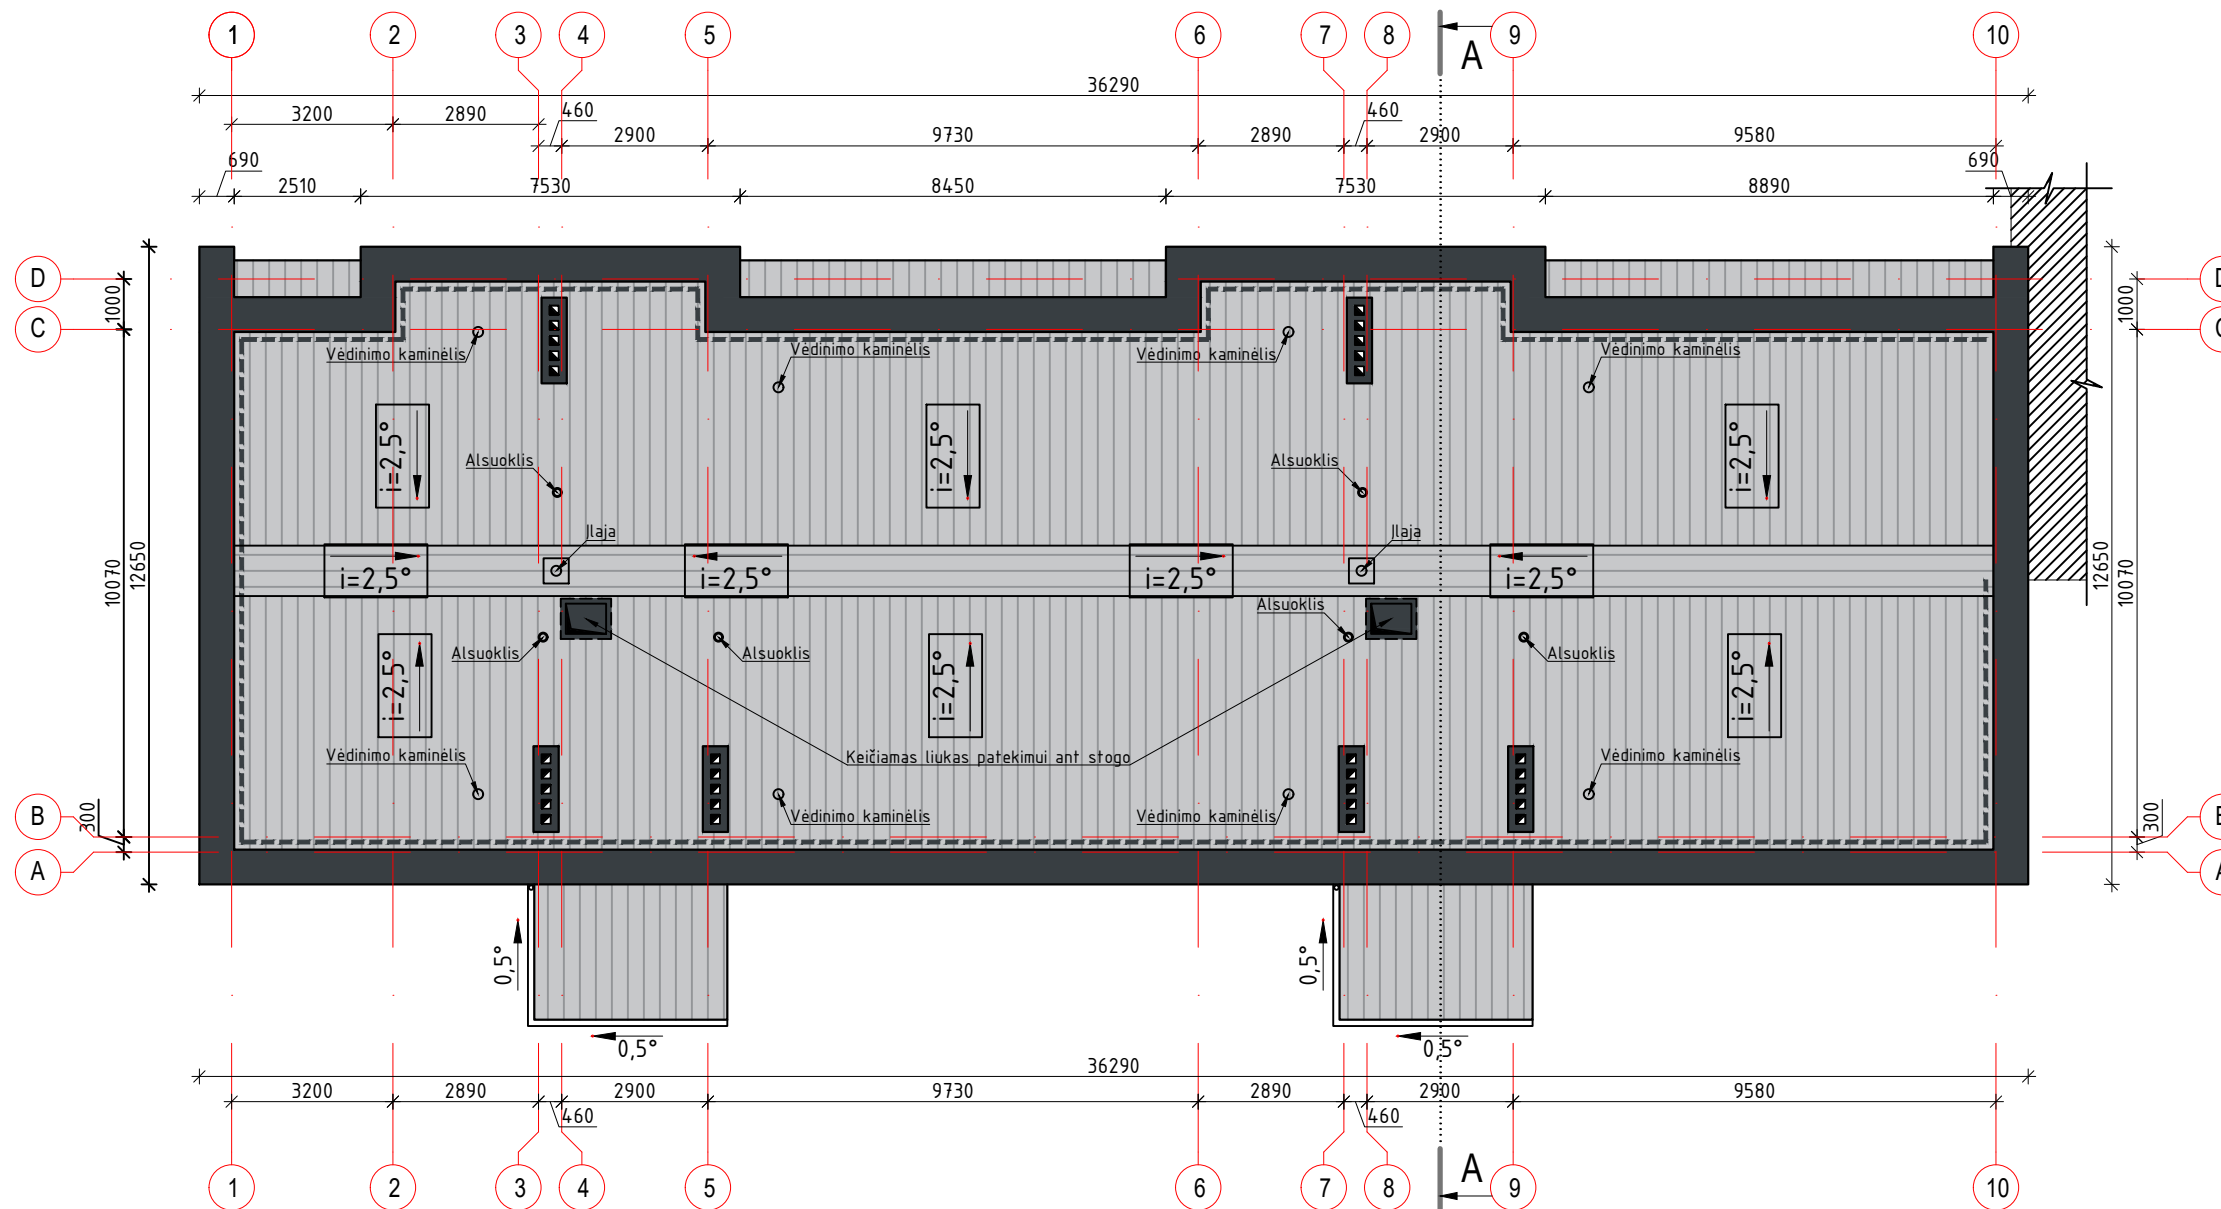 1 2 3 4 5 6 7 8 9 10
A
36290
3200 2890 460 2900 9730 2890 460 2900 9580
690 2510 7530 8450 7530 8890 690
D
C
1000
10070
12650
300
B
A
D
1000
12650
10070
300
Vėdinimo kaminėlis
Vėdinimo kaminėlis
Vėdinimo kaminėlis
Vėdinimo kaminėlis
i=2,5°
i=2,5°
i=2,5°
Alsuoklis
Alsuoklis
Įlaja
Įlaja
i=2,5°
i=2,5°
i=2,5°
i=2,5°
Alsuoklis
Alsuoklis
Alsuoklis
Alsuoklis
i=2,5°
i=2,5°
i=2,5°
Vėdinimo kaminėlis
Keičiamas liukas patekimui ant stogo
Vėdinimo kaminėlis
Vėdinimo kaminėlis
Vėdinimo kaminėlis
0,5°
0,5°
0,5°
0,5°
36290
3200 2890 460 2900 9730 2890 460 2900 9580
A
1 2 3 4 5 6 7 8 9 10